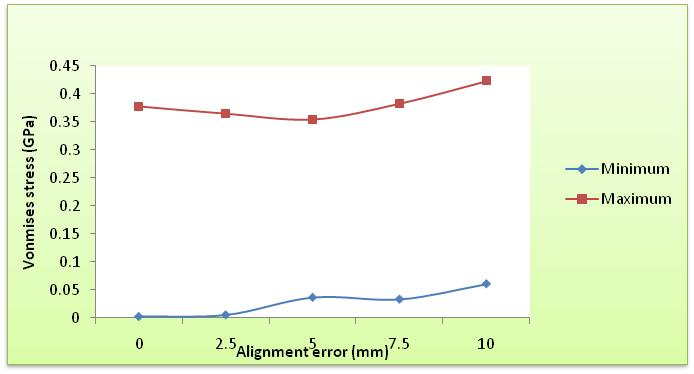 0.45
0.4
0.35
0.3
0.25
0.2
0.15
0.1
0.05
0
Vonmises stress (GPa)
0 2.5 5 7.5 10
Alignment error (mm)
Minimum
Maximum